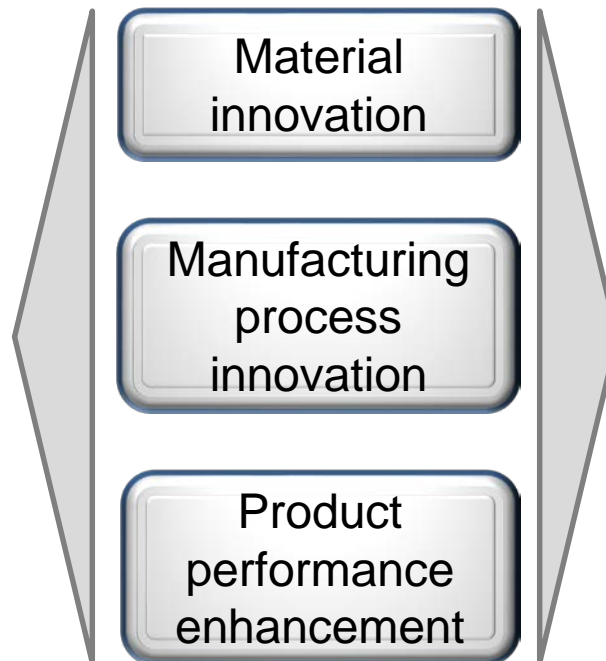 Material
innovation
Manufacturing
process
innovation
Product
performance
enhancement